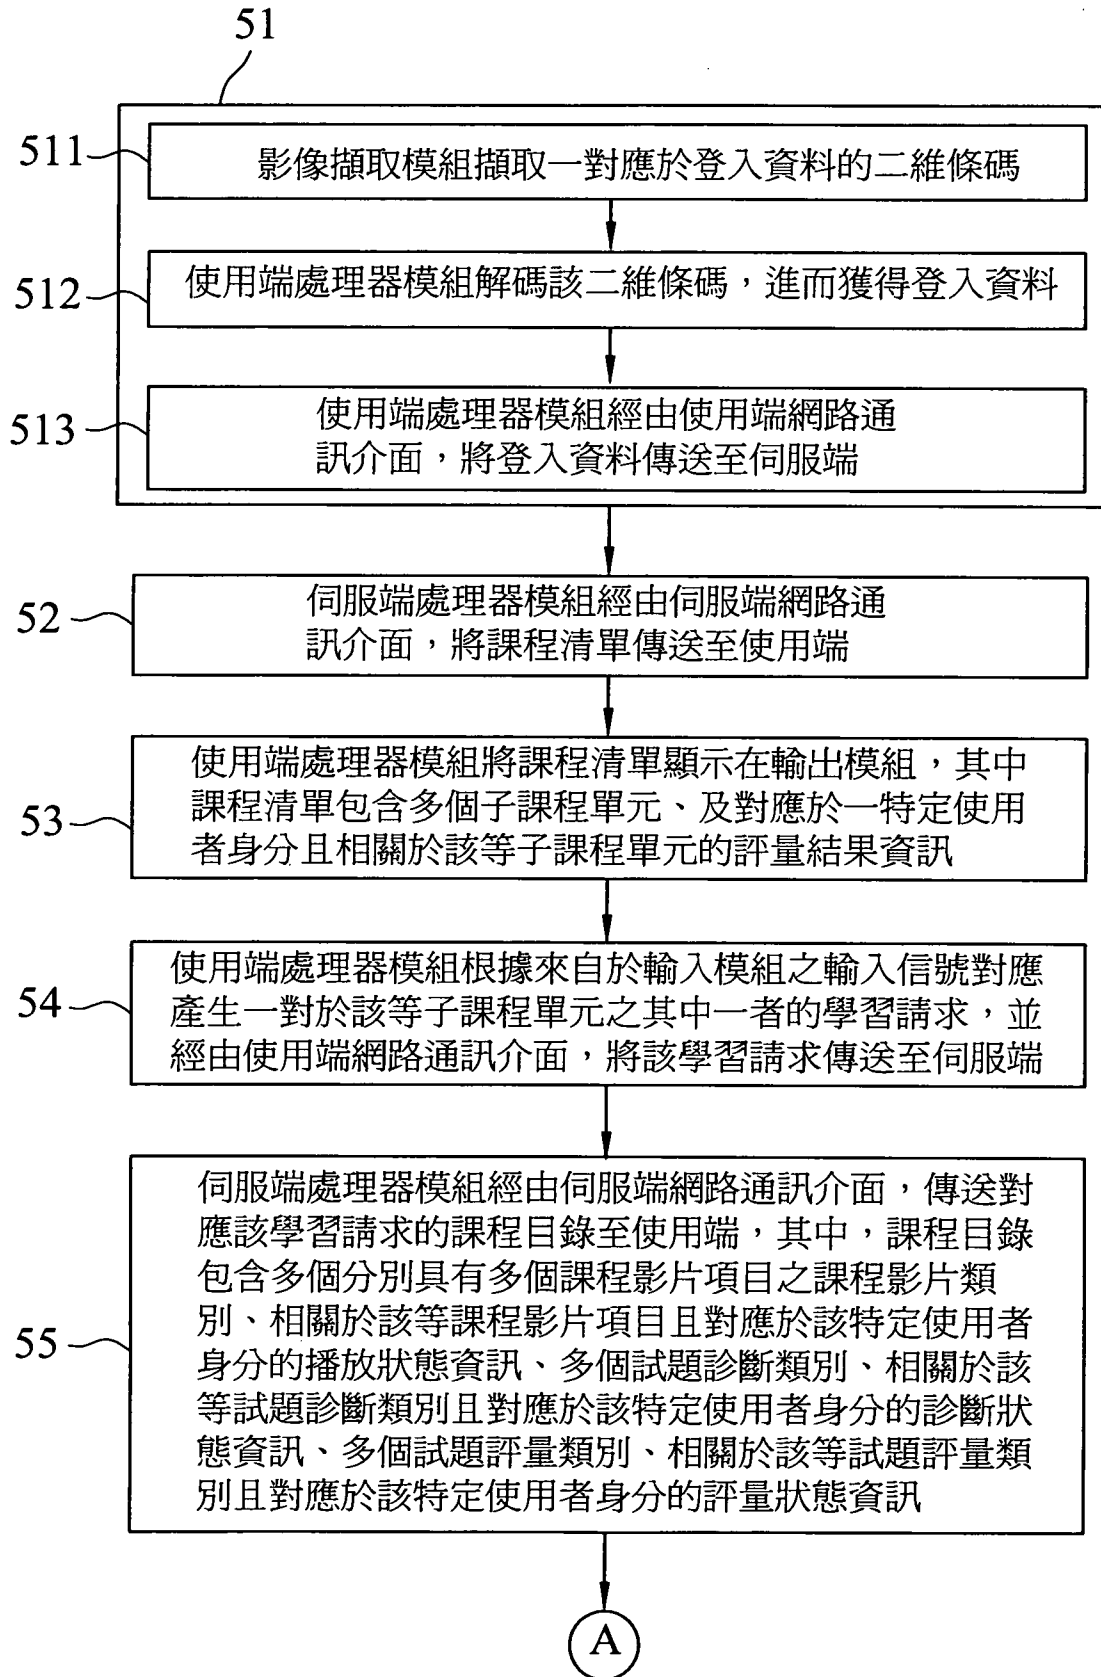 51
511
影像擷取模組擷取一對應於登入資料的二維條碼
512
使用端處理器模組解碼該二維條碼，進而獲得登入資料
513
使用端處理器模組經由使用端網路通
訊介面，將登入資料傳送至伺服端
52
伺服端處理器模組經由伺服端網路通
訊介面，將課程清單傳送至使用端
53
使用端處理器模組將課程清單顯示在輸出模組，其中
課程清單包含多個子課程單元、及對應於一特定使用
者身分且相關於該等子課程單元的評量結果資訊
54
使用端處理器模組根據來自於輸入模組之輸入信號對應
產生一對於該等子課程單元之其中一者的學習請求，並
經由使用端網路通訊介面，將該學習請求傳送至伺服端
55
伺服端處理器模組經由伺服端網路通訊介面，傳送對
應該學習請求的課程目錄至使用端，其中，課程目錄
包含多個分別具有多個課程影片項目之課程影片類
別、相關於該等課程影片項目且對應於該特定使用者
身分的播放狀態資訊、多個試題診斷類別、相關於該
等試題診斷類別且對應於該特定使用者身分的診斷狀
態資訊、多個試題評量類別、相關於該等試題評量類
別且對應於該特定使用者身分的評量狀態資訊
A